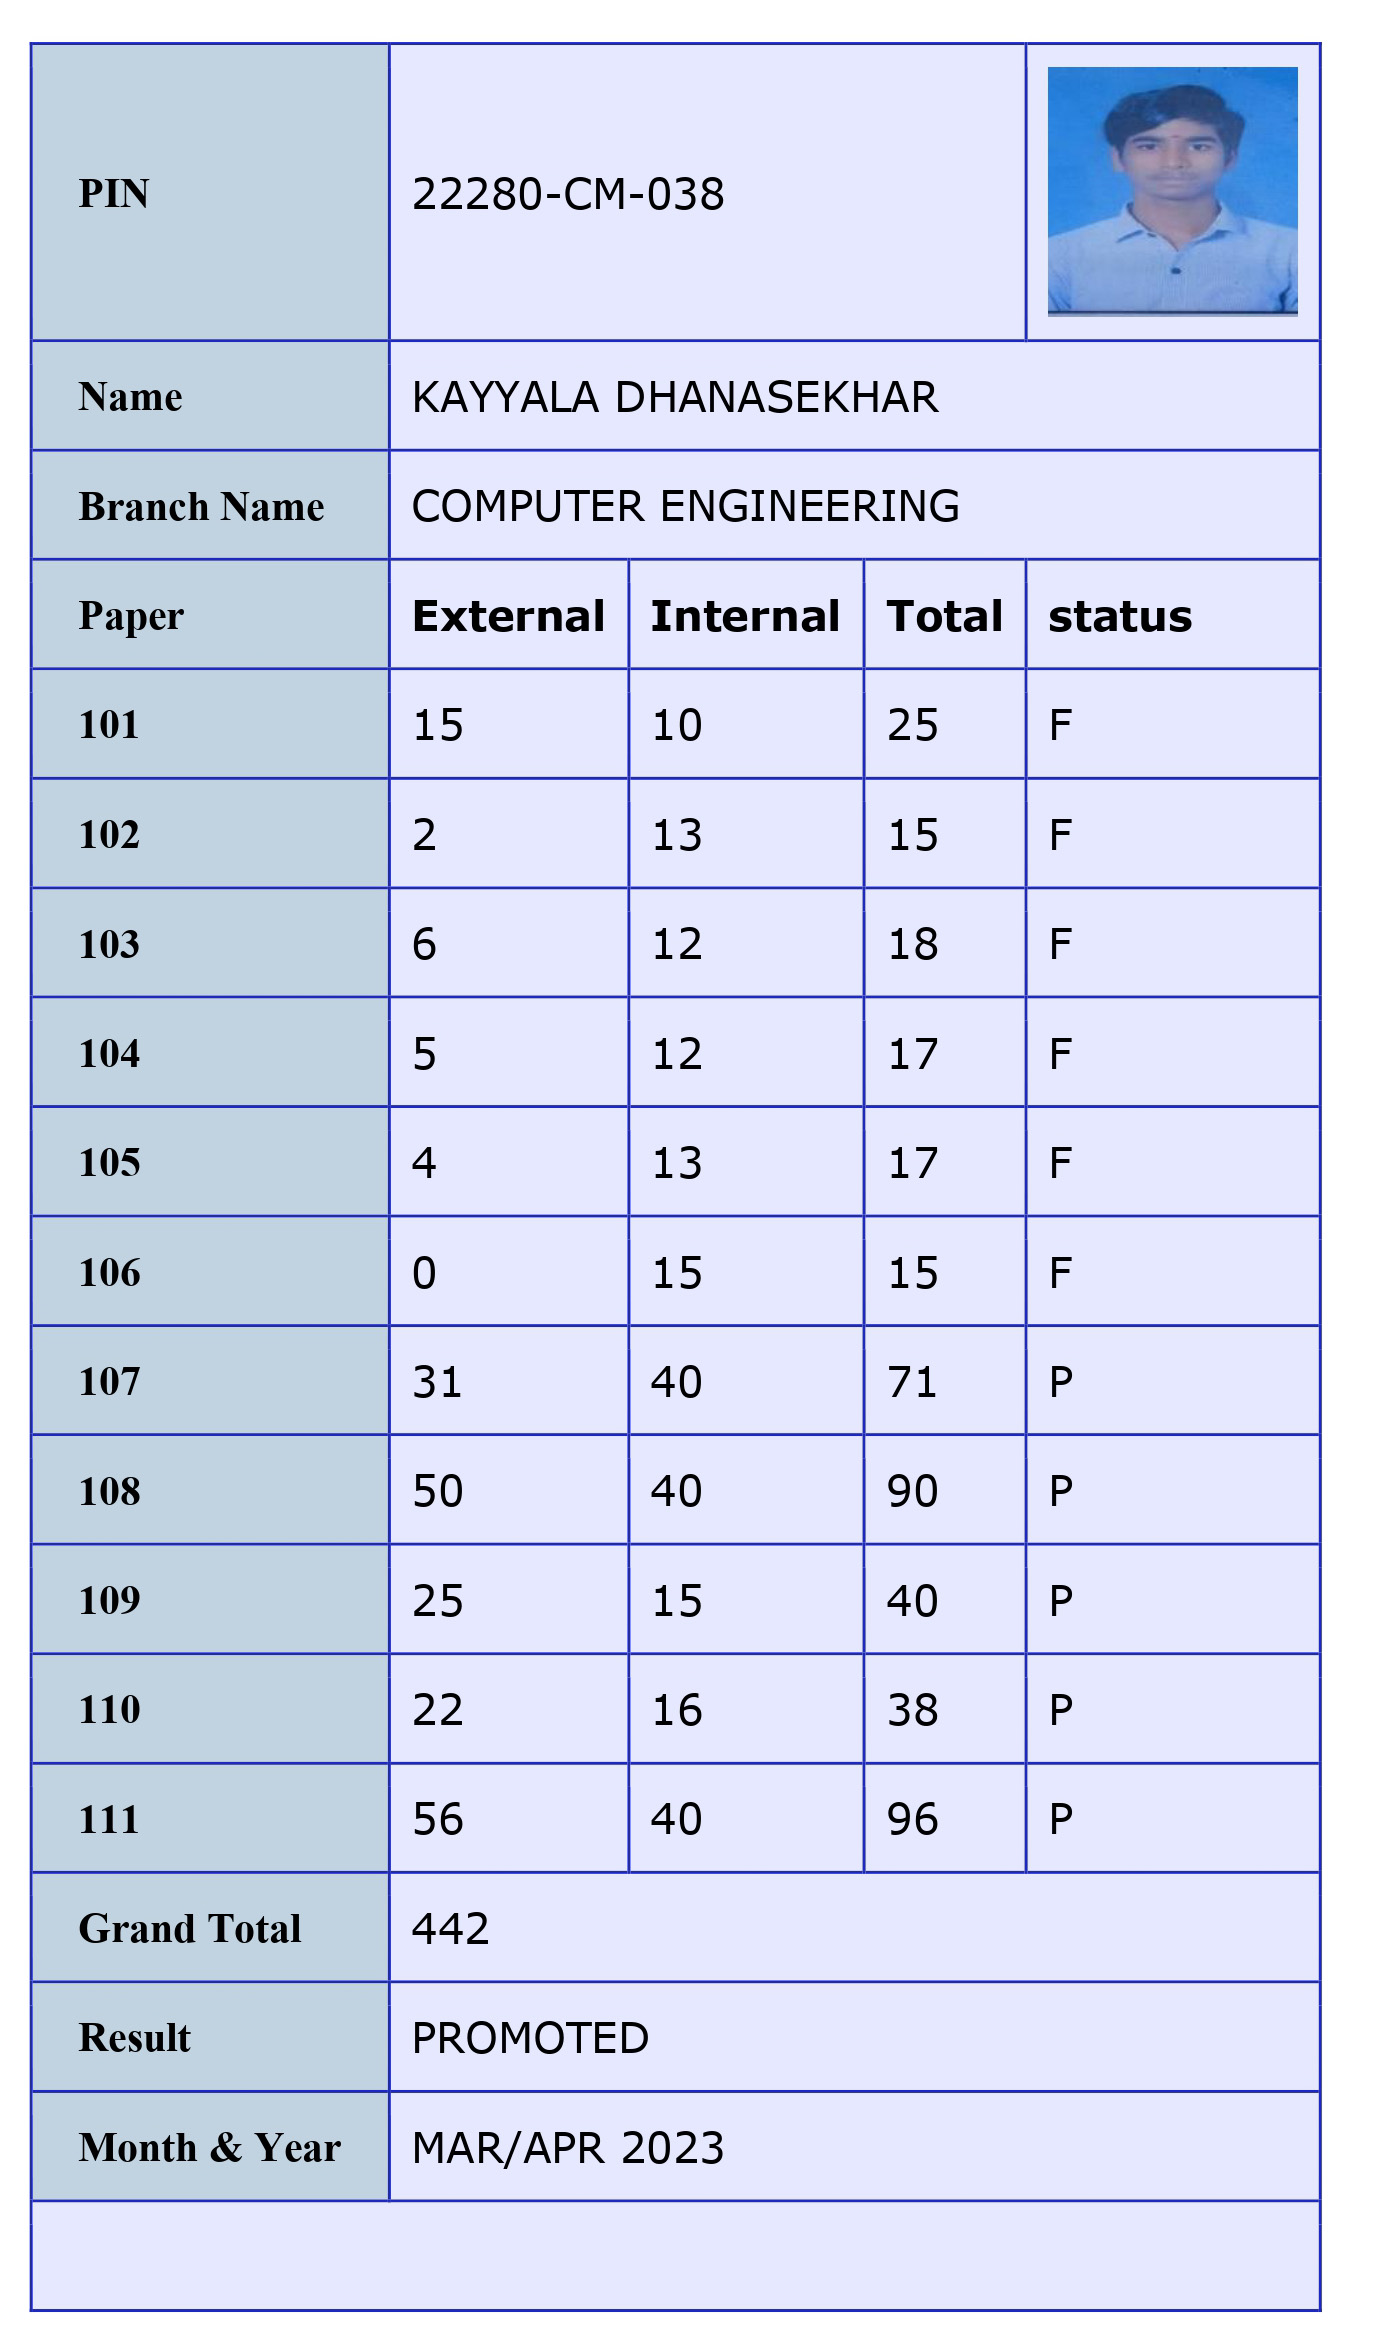 PIN 22280-CM-038
Name KAYYALA DHANASEKHAR
Branch Name COMPUTER ENGINEERING
Paper External Internal Total status
101 15 10 25 F
102 2 13 15 F
103 6 12 18 F
104 5 12 17 F
105 4 13 17 F
106 0 15 15 F
107 31 40 71 P
108 50 40 90 P
109 25 15 40 P
110 22 16 38 P
111 56 40 96 P
Grand Total 442
Result PROMOTED
Month & Year MAR/APR 2023